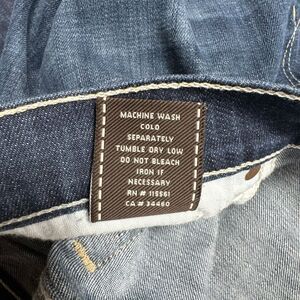 MACHINE WASH
COLD
SEPARATELY
TUMBLE DRY LOW
DO NOT BLEACH
IRON IF
NECESSARY
RN # 115561
CA # 34460